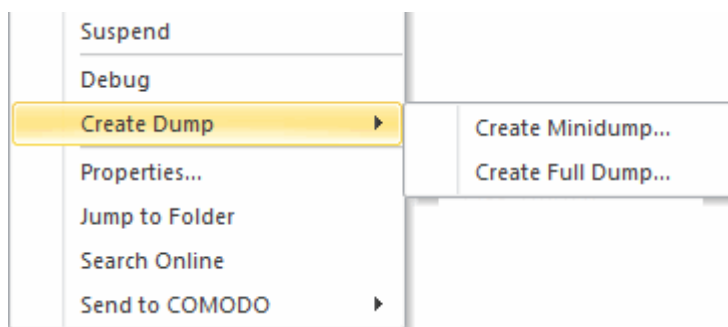 Suspend
Debug
Create Dump
Create Minidump...
Create Full Dump...
Properties...
Jump to Folder
Search Online
Send to COMODO